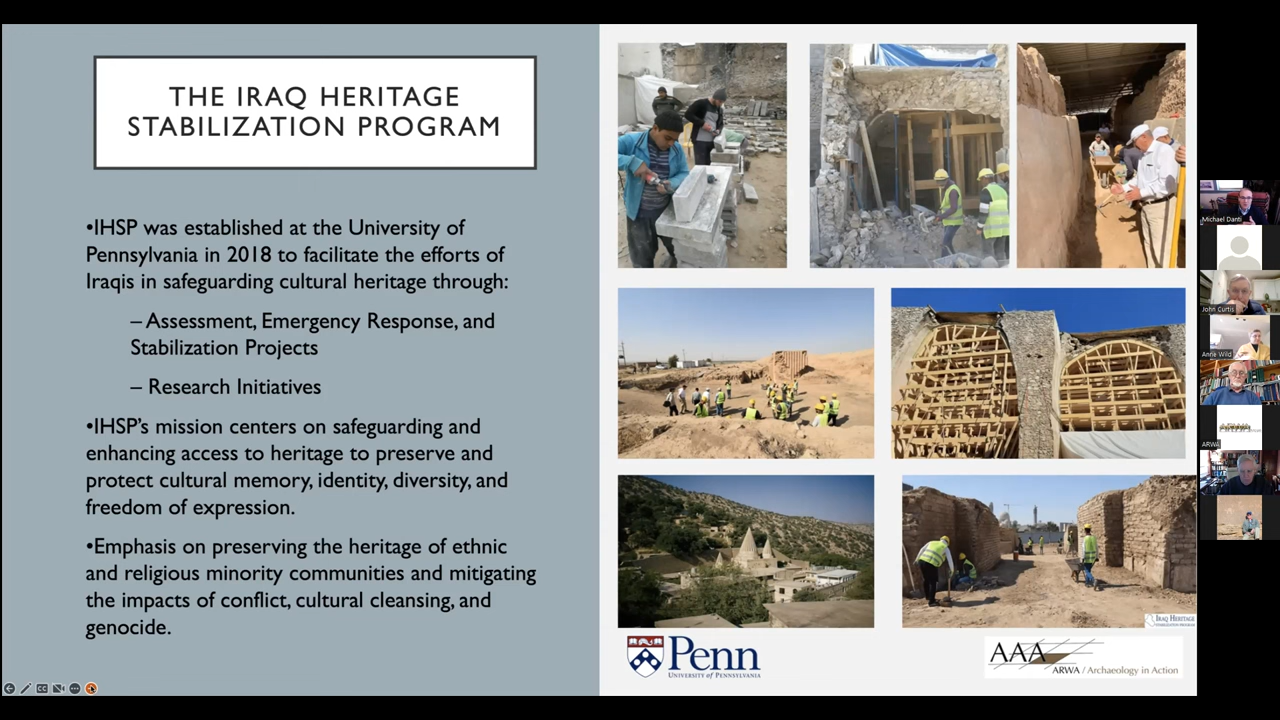 THE IRAQ HERITAGE
STABILIZATION PROGRAM
•IHSP was established at the University of
Pennsylvania in 2018 to facilitate the efforts of
Iraqis in safeguarding cultural heritage through:
– Assessment, Emergency Response, and
Stabilization Projects
– Research Initiatives
•IHSP's mission centers on safeguarding and
enhancing access to heritage to preserve and
protect cultural memory, identity, diversity, and
freedom of expression.
•Emphasis on preserving the heritage of ethnic
and religious minority communities and mitigating
the impacts of conflict, cultural cleansing, and
genocide.
IRAQ HERITAGE
STABILIZATION PROGRAM
Penn
UNIVERSITY OF PENNSYLVANIA
AAA
ARWA / Archaeology in Action
Michael Danti
John Curtis
Anne Wild
ARWA